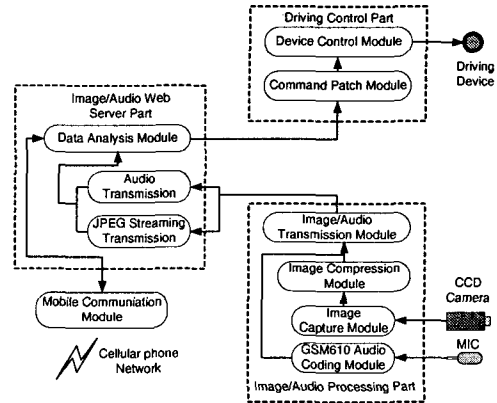 Driving Control Part
Device Control Module
Driving
Device
Command Patch Module
Image/Audio Web
Server Part
Data Analysis Module
Audio
Transmission
JPEG Streaming
Transmission
Mobile Communiation
Module
Cellular phone
Network
Image/Audio
Transmission Module
Image Compression
Module
Image
Capture Module
GSM610 Audio
Coding Module
Image/Audio Processing Part
CCD
Camera
MIC